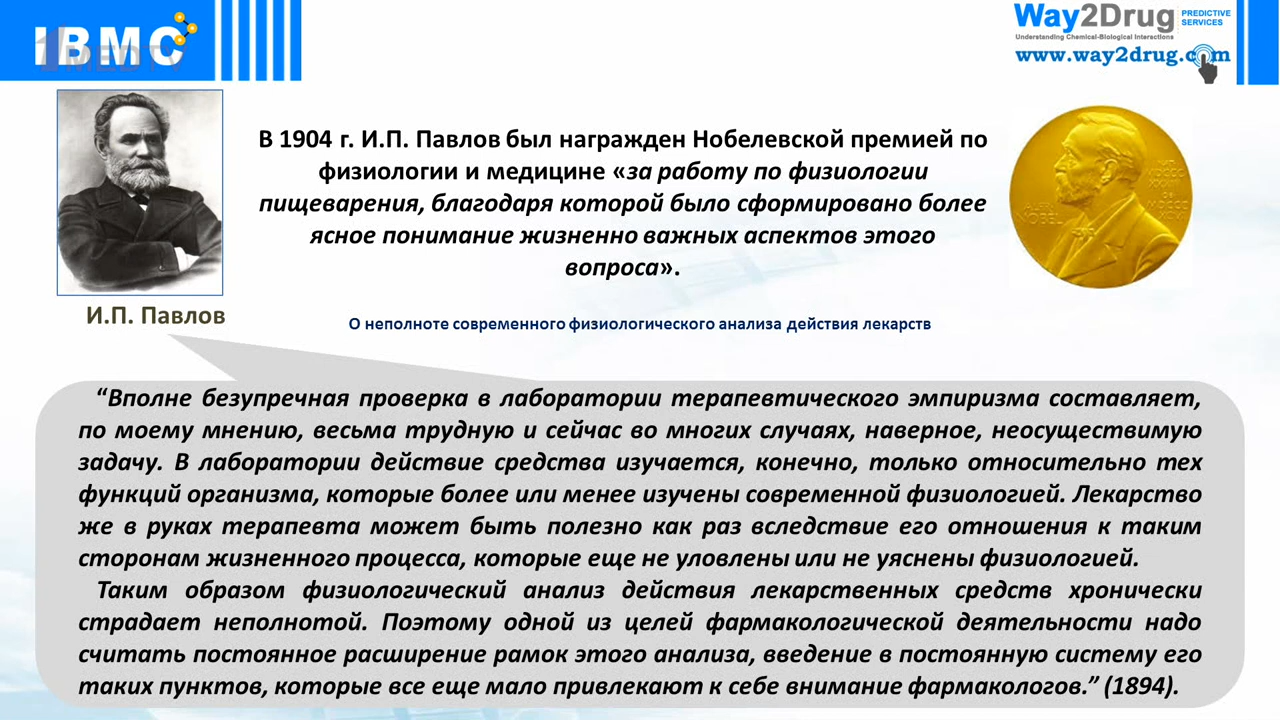 IBMC
1MEDTV
Way2Drug
PREDICTIVE
SERVICES
Understanding Chemical-Biological Interactions
www.way2drug.com
В 1904 г. И.П. Павлов был награжден Нобелевской премией по
физиологии и медицине «за работу по физиологии
пищеварения, благодаря которой было сформировано более
ясное понимание жизненно важных аспектов этого
вопроса».
И.П. Павлов
О неполноте современного физиологического анализа действия лекарств
“Вполне безупречная проверка в лаборатории терапевтического эмпиризма составляет,
по моему мнению, весьма трудную и сейчас во многих случаях, наверное, неосуществимую
задачу. В лаборатории действие средства изучается, конечно, только относительно тех
функций организма, которые более или менее изучены современной физиологией. Лекарство
же в руках терапевта может быть полезно как раз вследствие его отношения к таким
сторонам жизненного процесса, которые еще не уловлены или не уяснены физиологией.
Таким образом физиологический анализ действия лекарственных средств хронически
страдает неполнотой. Поэтому одной из целей фармакологической деятельности надо
считать постоянное расширение рамок этого анализа, введение в постоянную систему его
таких пунктов, которые все еще мало привлекают к себе внимание фармакологов.” (1894).